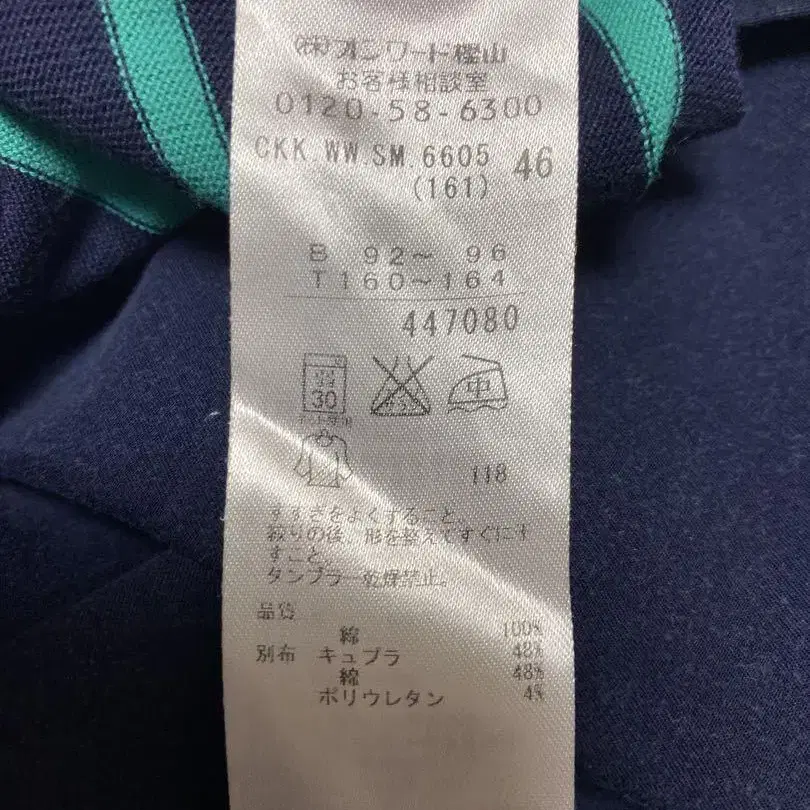 (株)オンワード樫山
お客様相談室
0120-58-6300
CKK.WW.SM.6605 46
(161)
B 92～ 96
T 160～164
447080
30
中
118
すすぎをよくすること。
絞りの後、形を整えてすぐにほ
すこと。
タンブラー乾燥禁止。
品質
綿 100%
別布 キュプラ 48%
綿 48%
ポリウレタン 4%